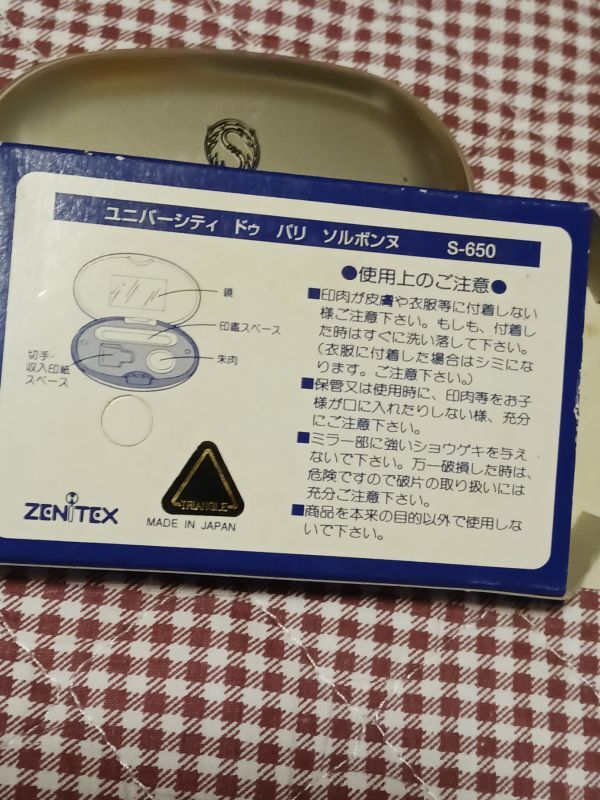 S
ユニバーシティ ドゥ パリ ソルボンヌ S-650
鏡
印鑑スペース
朱肉
切手・
収入印紙
スペース
ZENITEX
TRIANGLE
MADE IN JAPAN
●使用上のご注意●
■印肉が皮膚や衣服等に付着しない
様ご注意下さい。もしも、付着し
た時はすぐに洗い落して下さい。
(衣服に付着した場合はシミにな
ります。ご注意下さい。)
■保管又は使用時に、印肉等をお子
様が口に入れたりしない様、充分
にご注意下さい。
■ミラー部に強いショウゲキを与え
ないで下さい。万一破損した時は、
危険ですので破片の取り扱いには
充分ご注意下さい。
■商品を本来の目的以外で使用しな
いで下さい。